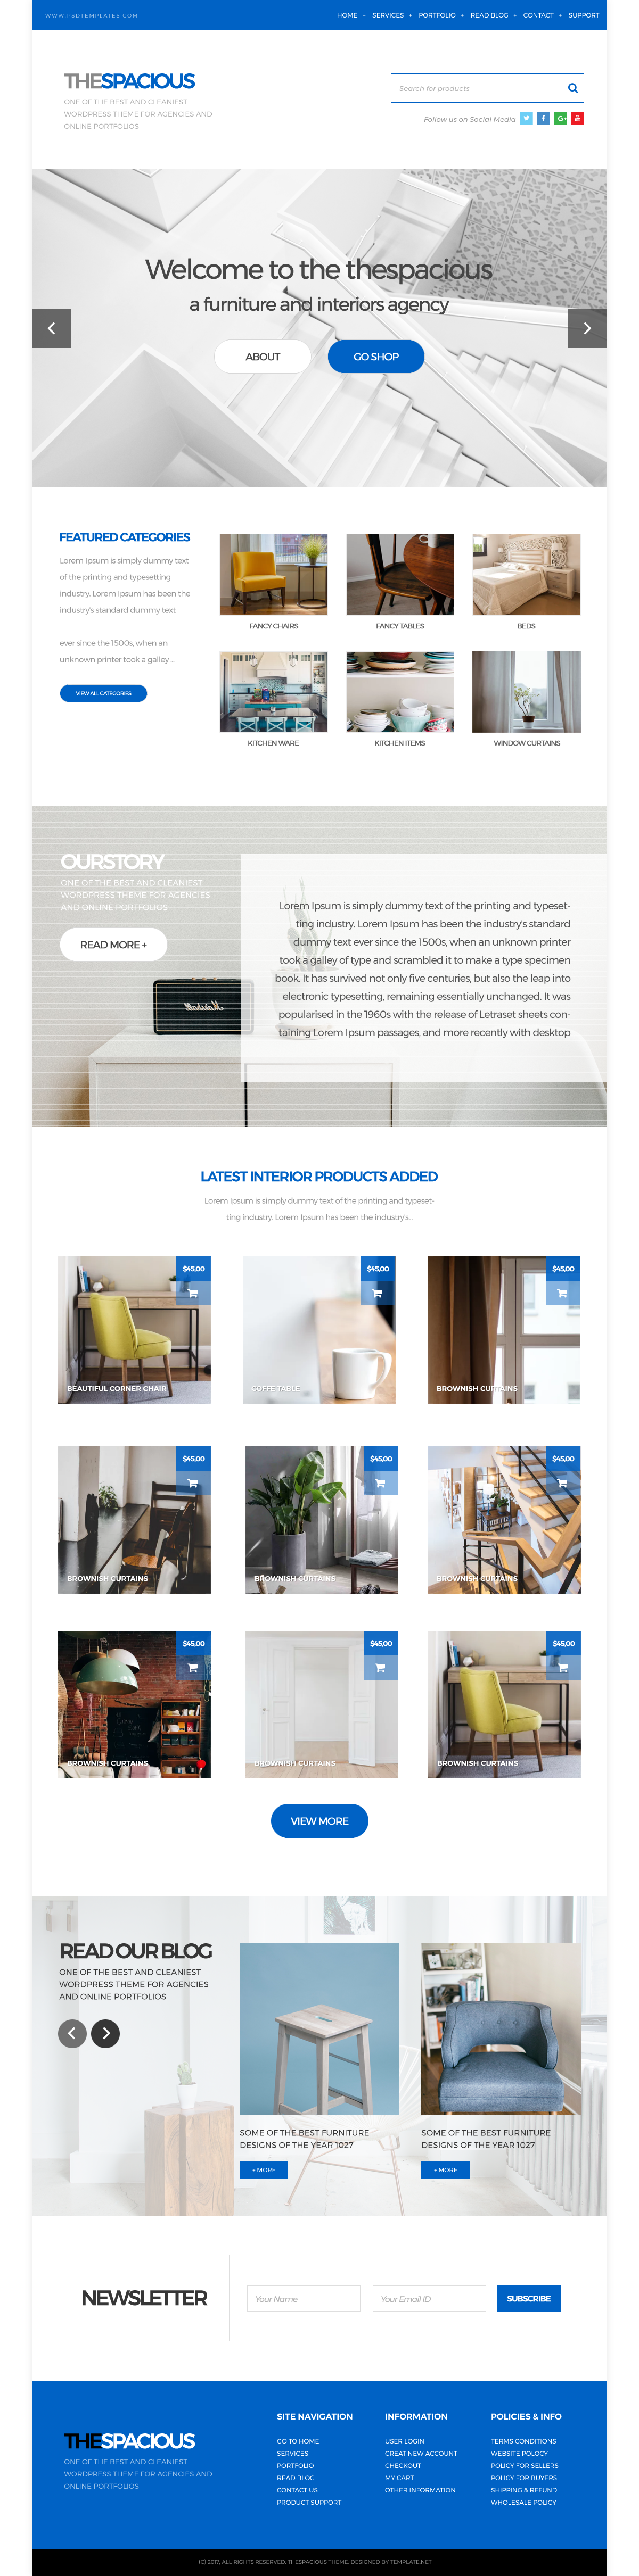 WWW.PSDTEMPLATES.COM
HOME + SERVICES + PORTFOLIO + READ BLOG + CONTACT + SUPPORT
THESPACIOUS
ONE OF THE BEST AND CLEANIEST
WORDPRESS THEME FOR AGENCIES AND
ONLINE PORTFOLIOS
Search for products
Follow us on Social Media
Welcome to the thespacious
a furniture and interiors agency
ABOUT
GO SHOP
FEATURED CATEGORIES
Lorem Ipsum is simply dummy text
of the printing and typesetting
industry. Lorem Ipsum has been the
industry's standard dummy text
ever since the 1500s, when an
unknown printer took a galley ...
VIEW ALL CATEGORIES
FANCY CHAIRS
FANCY TABLES
BEDS
KITCHEN WARE
KITCHEN ITEMS
WINDOW CURTAINS
OURSTORY
ONE OF THE BEST AND CLEANIEST
WORDPRESS THEME FOR AGENCIES
AND ONLINE PORTFOLIOS
READ MORE +
Marshall
Lorem Ipsum is simply dummy text of the printing and typeset-
ting industry. Lorem Ipsum has been the industry's standard
dummy text ever since the 1500s, when an unknown printer
took a galley of type and scrambled it to make a type specimen
book. It has survived not only five centuries, but also the leap into
electronic typesetting, remaining essentially unchanged. It was
popularised in the 1960s with the release of Letraset sheets con-
taining Lorem Ipsum passages, and more recently with desktop
LATEST INTERIOR PRODUCTS ADDED
Lorem Ipsum is simply dummy text of the printing and typeset-
ting industry. Lorem Ipsum has been the industry's...
$45,00
BEAUTIFUL CORNER CHAIR
$45,00
COFFE TABLE
$45,00
BROWNISH CURTAINS
$45,00
BROWNISH CURTAINS
$45,00
BROWNISH CURTAINS
$45,00
BROWNISH CURTAINS
$45,00
BROWNISH CURTAINS
$45,00
BROWNISH CURTAINS
$45,00
BROWNISH CURTAINS
VIEW MORE
READ OUR BLOG
ONE OF THE BEST AND CLEANIEST
WORDPRESS THEME FOR AGENCIES
AND ONLINE PORTFOLIOS
SOME OF THE BEST FURNITURE
DESIGNS OF THE YEAR 1027
+ MORE
SOME OF THE BEST FURNITURE
DESIGNS OF THE YEAR 1027
+ MORE
NEWSLETTER
Your Name
Your Email ID
SUBSCRIBE
THESPACIOUS
ONE OF THE BEST AND CLEANIEST
WORDPRESS THEME FOR AGENCIES AND
ONLINE PORTFOLIOS
SITE NAVIGATION
GO TO HOME
SERVICES
PORTFOLIO
READ BLOG
CONTACT US
PRODUCT SUPPORT
INFORMATION
USER LOGIN
CREAT NEW ACCOUNT
CHECKOUT
MY CART
OTHER INFORMATION
POLICIES & INFO
TERMS CONDITIONS
WEBSITE POLOCY
POLICY FOR SELLERS
POLICY FOR BUYERS
SHIPPING & REFUND
WHOLESALE POLICY
(C) 2017, ALL RIGHTS RESERVED. THESPACIOUS THEME. DESIGNED BY TEMPLATE.NET